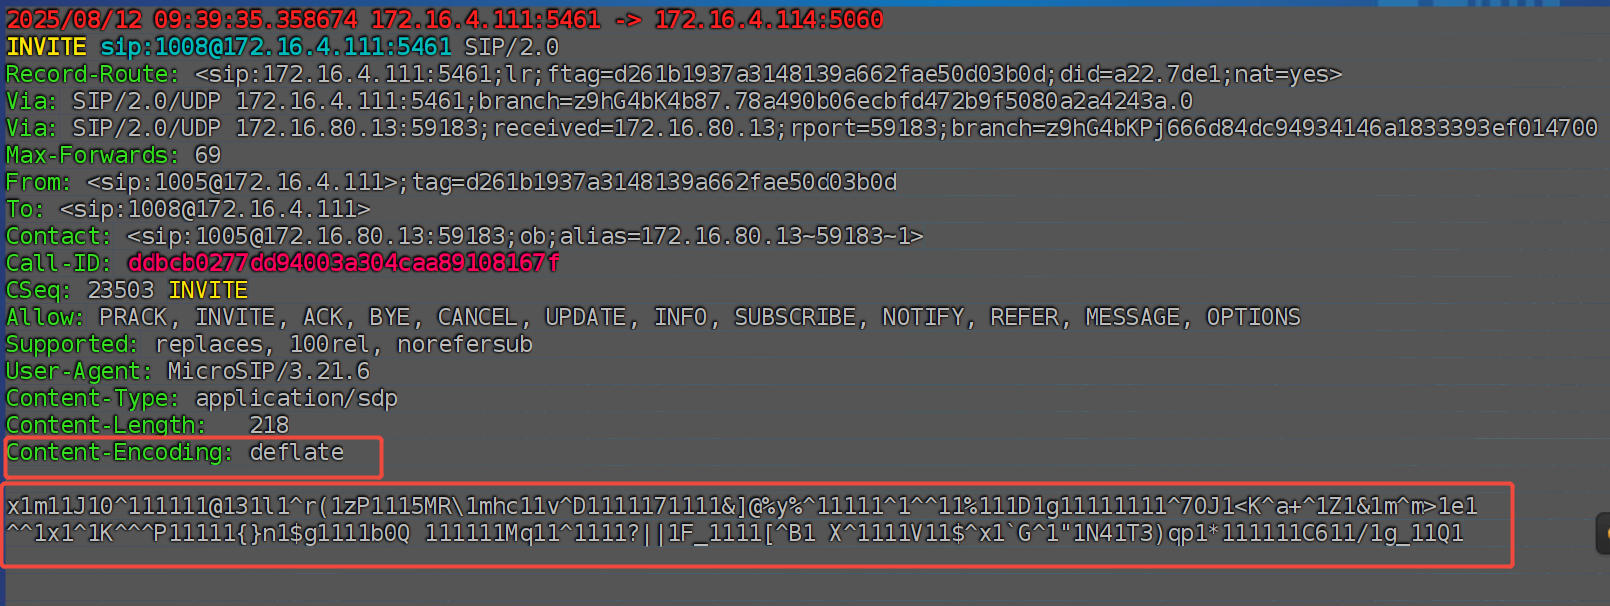 2025/08/12 09:39:35.358674 172.16.4.111:5461 -> 172.16.4.114:5060
INVITE sip:1008@172.16.4.111:5461 SIP/2.0
Record-Route: <sip:172.16.4.111:5461;lr;ftag=d261b1937a3148139a662fae50d03b0d;did=a22.7de1;nat=yes>
Via: SIP/2.0/UDP 172.16.4.111:5461;branch=z9hG4bK4b87.78a490b06ecbfd472b9f5080a2a4243a.0
Via: SIP/2.0/UDP 172.16.80.13:59183;received=172.16.80.13;rport=59183;branch=z9hG4bKPj666d84dc94934146a1833393ef014700
Max-Forwards: 69
From: <sip:1005@172.16.4.111>;tag=d261b1937a3148139a662fae50d03b0d
To: <sip:1008@172.16.4.111>
Contact: <sip:1005@172.16.80.13:59183;ob;alias=172.16.80.13~59183~1>
Call-ID: ddbcb0277dd94003a304caa89108167f
CSeq: 23503 INVITE
Allow: PRACK, INVITE, ACK, BYE, CANCEL, UPDATE, INFO, SUBSCRIBE, NOTIFY, REFER, MESSAGE, OPTIONS
Supported: replaces, 100rel, norefersub
User-Agent: MicroSIP/3.21.6
Content-Type: application/sdp
Content-Length:   218
Content-Encoding: deflate
x1m11J10^111111@131l1^r(1zP1115MR\1mhc11v^D1111171111&]@%y%^11111^1^^11%111D1g11111111^7OJ1<K^a+^1Z1&1m^m>1e1
^^1x1^1K^^^P11111{}n1$g1111b0Q 111111Mq11^1111?||1F_1111[^B1 X^1111V11$^x1`G^1"1N41T3)qp1*111111C611/1g_11Q1